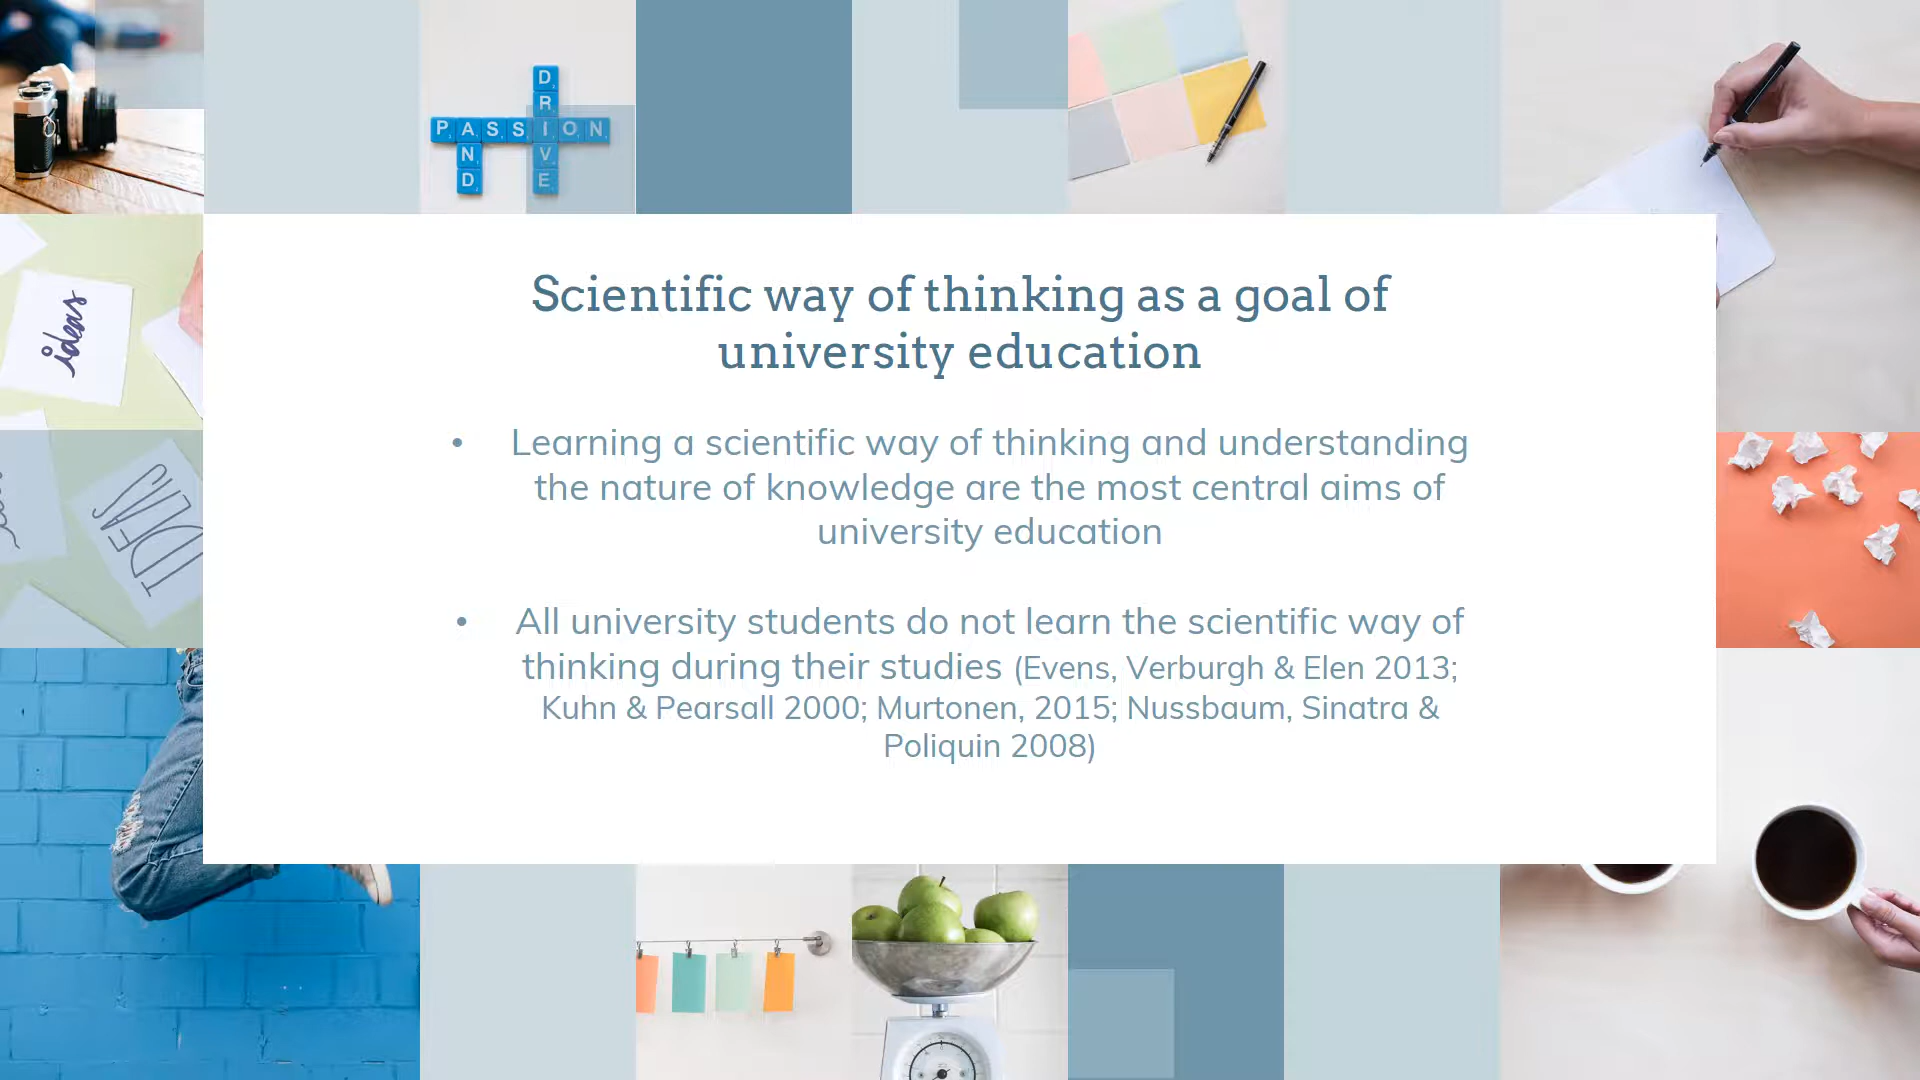 DRIVE
PASSION
AND
ideas
IDEAS
Scientific way of thinking as a goal of
university education
• Learning a scientific way of thinking and understanding
the nature of knowledge are the most central aims of
university education
• All university students do not learn the scientific way of
thinking during their studies (Evens, Verburgh & Elen 2013;
Kuhn & Pearsall 2000; Murtonen, 2015; Nussbaum, Sinatra &
Poliquin 2008)